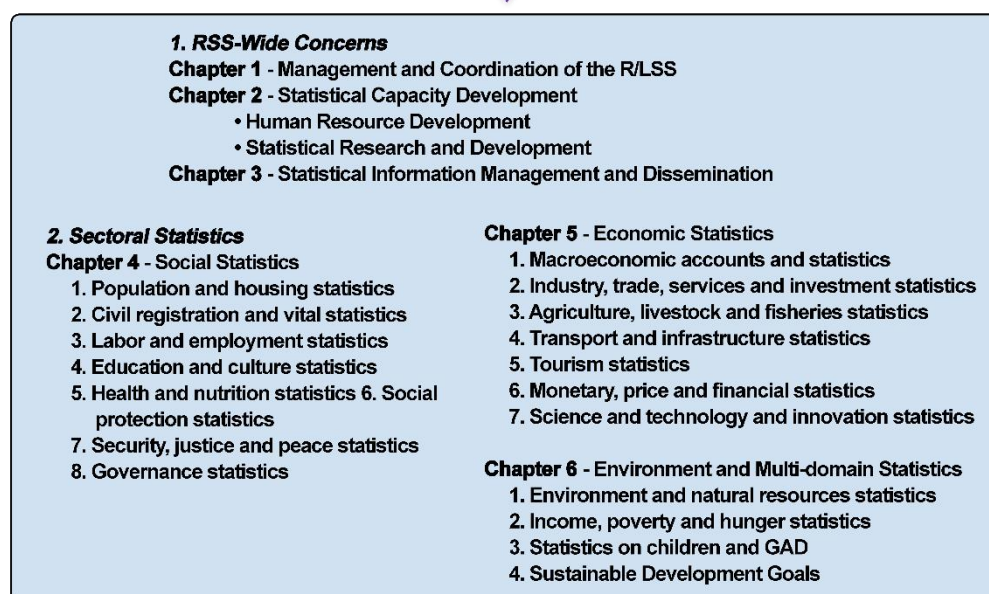 1. RSS-Wide Concerns
Chapter 1 - Management and Coordination of the R/LSS
Chapter 2 - Statistical Capacity Development
• Human Resource Development
• Statistical Research and Development
Chapter 3 - Statistical Information Management and Dissemination
2. Sectoral Statistics
Chapter 4 - Social Statistics
1. Population and housing statistics
2. Civil registration and vital statistics
3. Labor and employment statistics
4. Education and culture statistics
5. Health and nutrition statistics 6. Social
protection statistics
7. Security, justice and peace statistics
8. Governance statistics
Chapter 5 - Economic Statistics
1. Macroeconomic accounts and statistics
2. Industry, trade, services and investment statistics
3. Agriculture, livestock and fisheries statistics
4. Transport and infrastructure statistics
5. Tourism statistics
6. Monetary, price and financial statistics
7. Science and technology and innovation statistics
Chapter 6 - Environment and Multi-domain Statistics
1. Environment and natural resources statistics
2. Income, poverty and hunger statistics
3. Statistics on children and GAD
4. Sustainable Development Goals